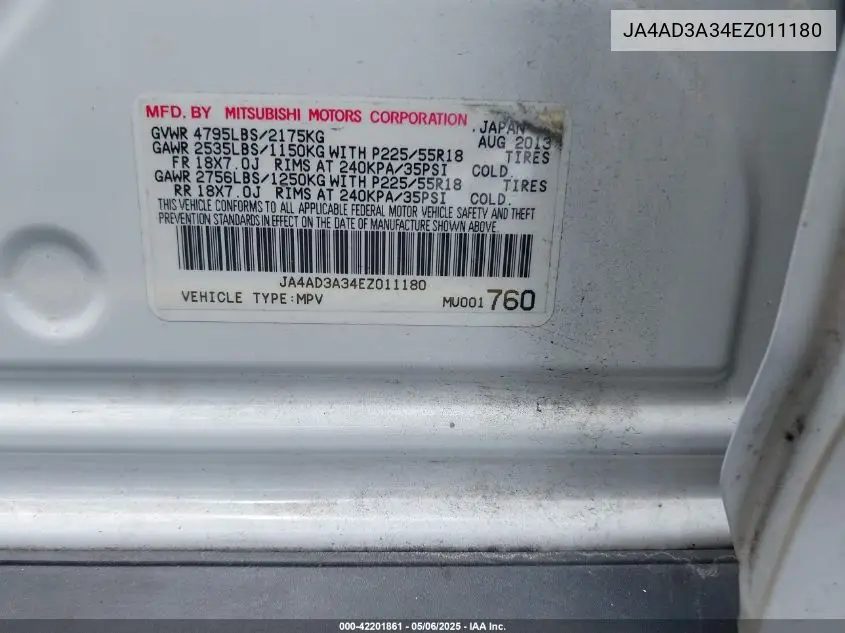 JA4AD3A34EZ011180
MFD. BY MITSUBISHI MOTORS CORPORATION
GVWR 4795LBS/2175KG JAPAN
GAWR 2535LBS/1150KG WITH P225/55R18 TIRES AUG 2013
FR 18X7.0J RIMS AT 240KPA/35PSI COLD.
GAWR 2756LBS/1250KG WITH P225/55R18 TIRES
RR 18X7.0J RIMS AT 240KPA/35PSI COLD.
THIS VEHICLE CONFORMS TO ALL APPLICABLE FEDERAL MOTOR VEHICLE SAFETY AND THEFT
PREVENTION STANDARDS IN EFFECT ON THE DATE OF MANUFACTURE SHOWN ABOVE.
JA4AD3A34EZ011180
VEHICLE TYPE:MPV MU001760
000-42201861 - 05/06/2025 - IAA Inc.